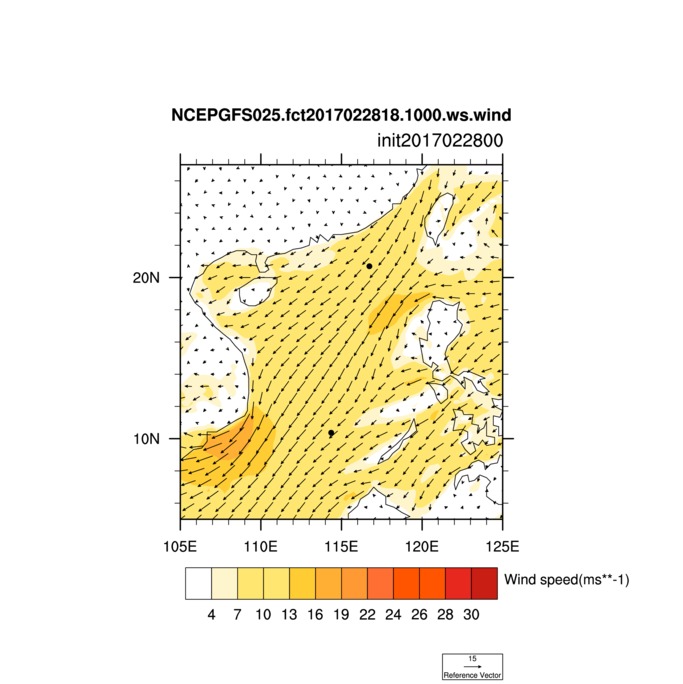 NCEPGFS025.fct2017022818.1000.ws.wind
init2017022800
20N
10N
105E 110E 115E 120E 125E
Wind speed(ms**-1)
4 7 10 13 16 19 22 24 26 28 30
15
Reference Vector